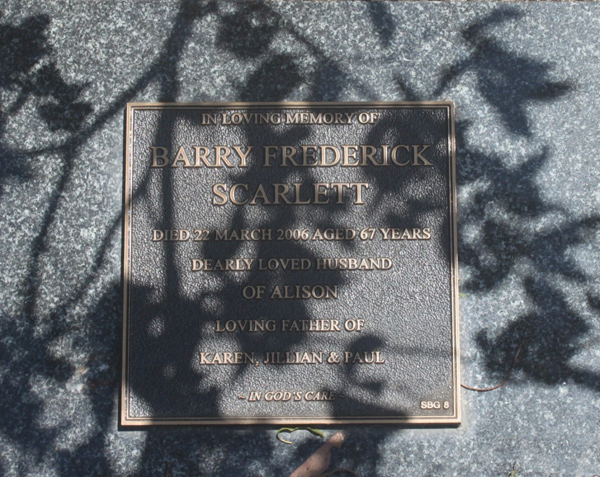 IN LOVING MEMORY OF
BARRY FREDERICK
SCARLETT
DIED 22 MARCH 2006 AGED 67 YEARS
DEARLY LOVED HUSBAND
OF ALISON
LOVING FATHER OF
KAREN, JILLIAN & PAUL
~ IN GOD'S CARE
SBG 8